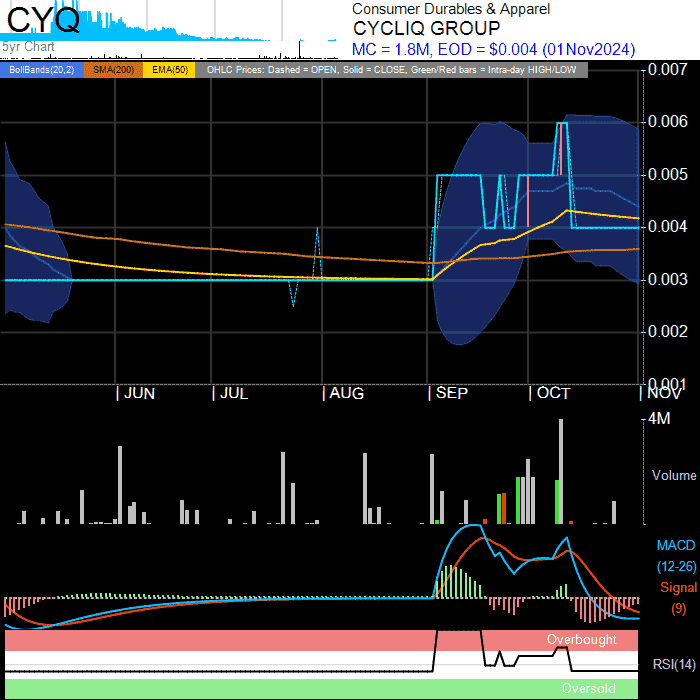 CYQ
Consumer Durables & Apparel
CYCLIQ GROUP
MC = 1.8M, EOD = $0.004 (01Nov2024)
5yr Chart
BollBands(20,2) SMA(200) EMA(50) OHLC Prices: Dashed = OPEN, Solid = CLOSE, Green/Red bars = Intra-day HIGH/LOW
0.007
0.006
0.005
0.004
0.003
0.002
0.001
JUN JUL AUG SEP OCT NOV
4M
Volume
MACD
(12-26)
Signal
(9)
Overbought
RSI(14)
Oversold